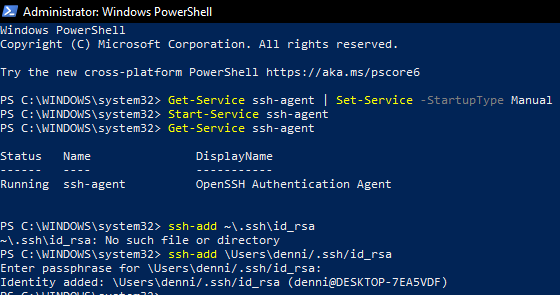 Administrator: Windows PowerShell
Windows PowerShell
Copyright (C) Microsoft Corporation. All rights reserved.
Try the new cross-platform PowerShell https://aka.ms/pscore6
PS C:\WINDOWS\system32> Get-Service ssh-agent | Set-Service -StartupType Manual
PS C:\WINDOWS\system32> Start-Service ssh-agent
PS C:\WINDOWS\system32> Get-Service ssh-agent
Status   Name               DisplayName
------   ----               -----------
Running  ssh-agent          OpenSSH Authentication Agent
PS C:\WINDOWS\system32> ssh-add ~\.ssh\id_rsa
~\.ssh\id_rsa: No such file or directory
PS C:\WINDOWS\system32> ssh-add \Users\denni/.ssh/id_rsa
Enter passphrase for \Users\denni/.ssh/id_rsa:
Identity added: \Users\denni/.ssh/id_rsa (denni@DESKTOP-7EA5VDF)